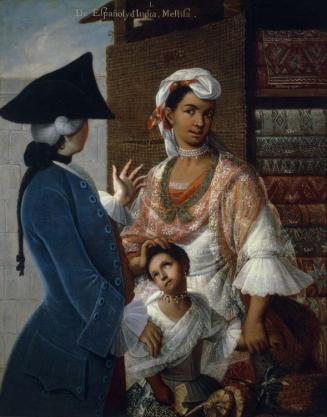 1.
De Español, y d'India, Mestisa.